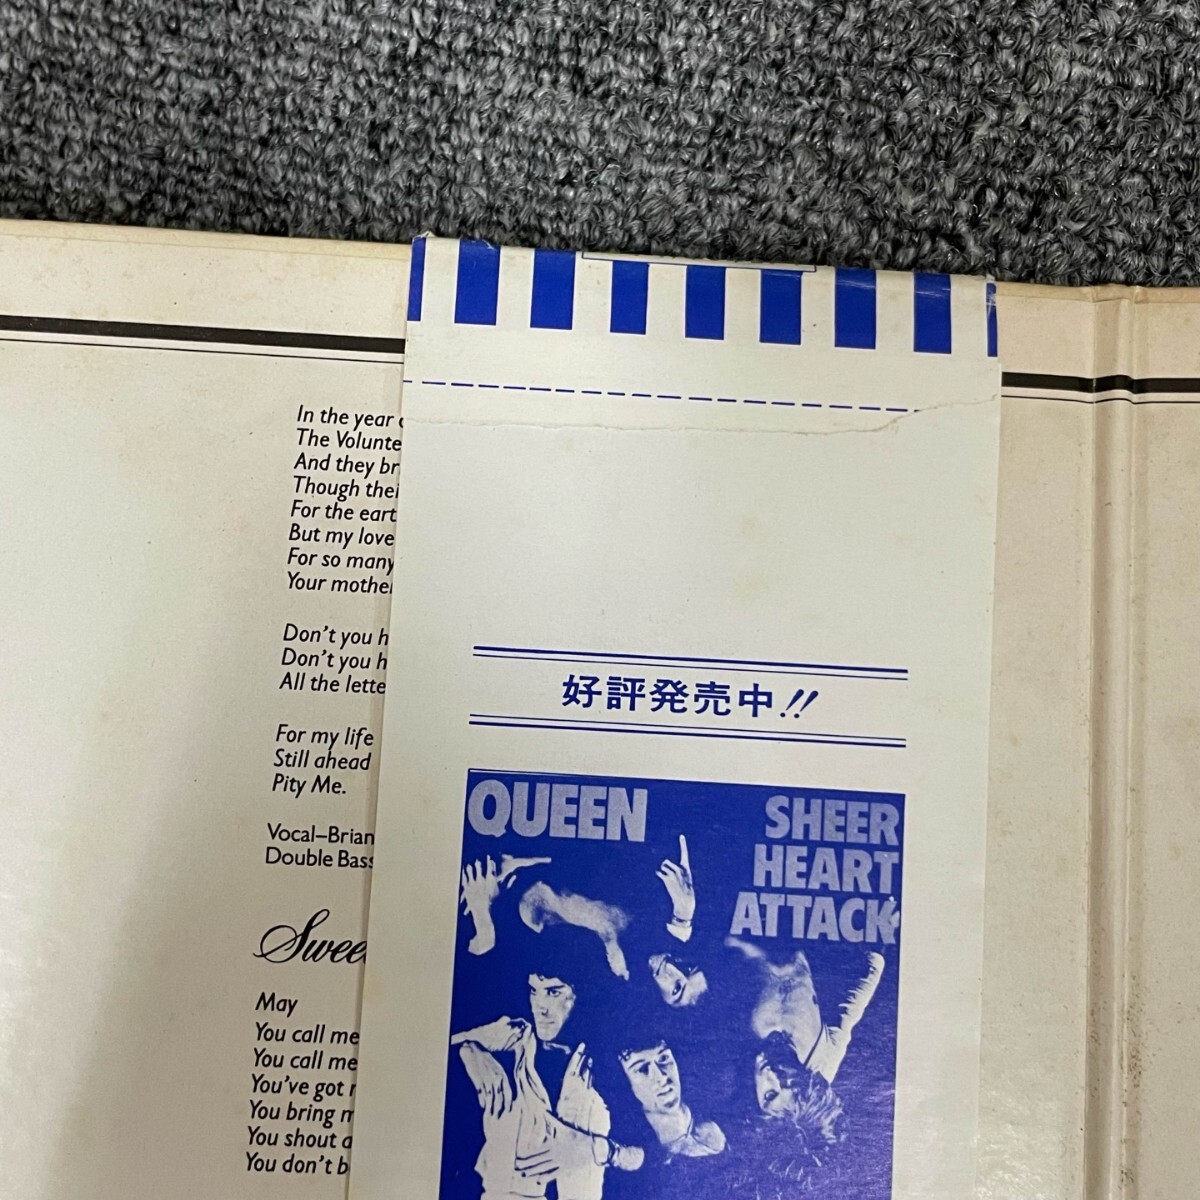 In the year
The Volunte
And they br
Though thei
For the eart
But my love
For so many
Your mother
Don't you h
Don't you h
All the lette
For my life
Still ahead
Pity Me.
Vocal–Brian
Double Bass
Swee
May
You call me
You call me
You've got
You bring m
You shout a
You don't b
好評発売中!!
QUEEN
SHEER
HEART
ATTACK